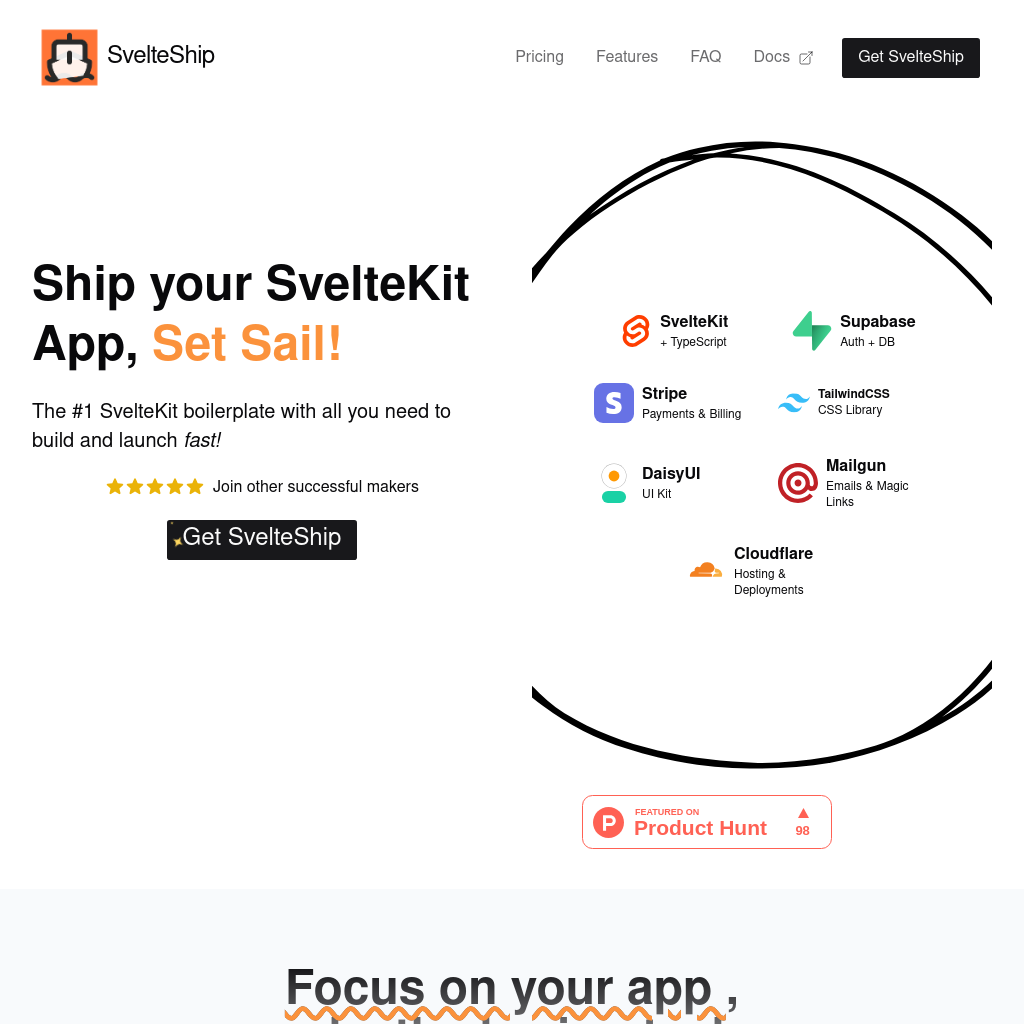 SvelteShip
Pricing
Features
FAQ
Docs
Get SvelteShip
Ship your SvelteKit
App, Set Sail!
The #1 SvelteKit boilerplate with all you need to
build and launch fast!
Join other successful makers
Get SvelteShip
SvelteKit
+ TypeScript
Supabase
Auth + DB
Stripe
Payments & Billing
TailwindCSS
CSS Library
DaisyUI
UI Kit
Mailgun
Emails & Magic
Links
Cloudflare
Hosting &
Deployments
FEATURED ON
Product Hunt
98
Focus on your app ,